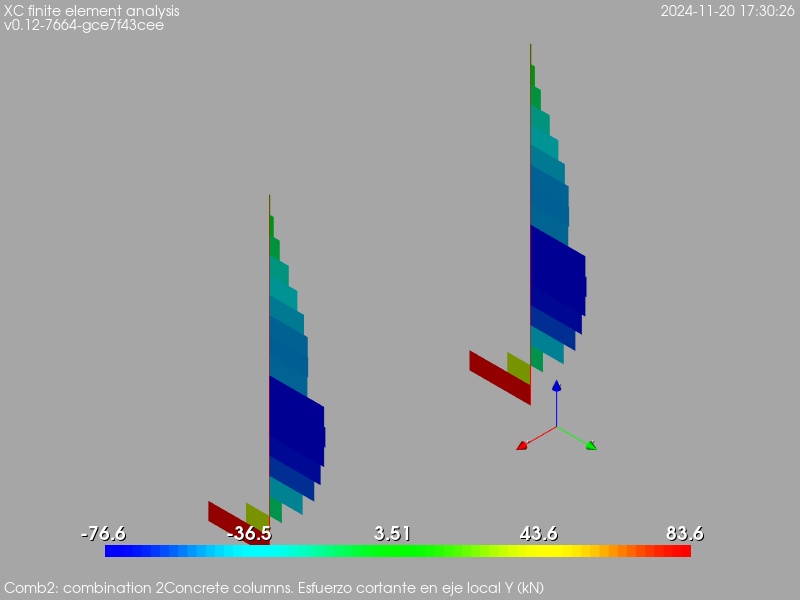 XC finite element analysis
v0.12-7664-gce7f43cee
2024-11-20 17:30:26
-76.6 -36.5 3.51 43.6 83.6
Comb2: combination 2Concrete columns. Esfuerzo cortante en eje local Y (kN)